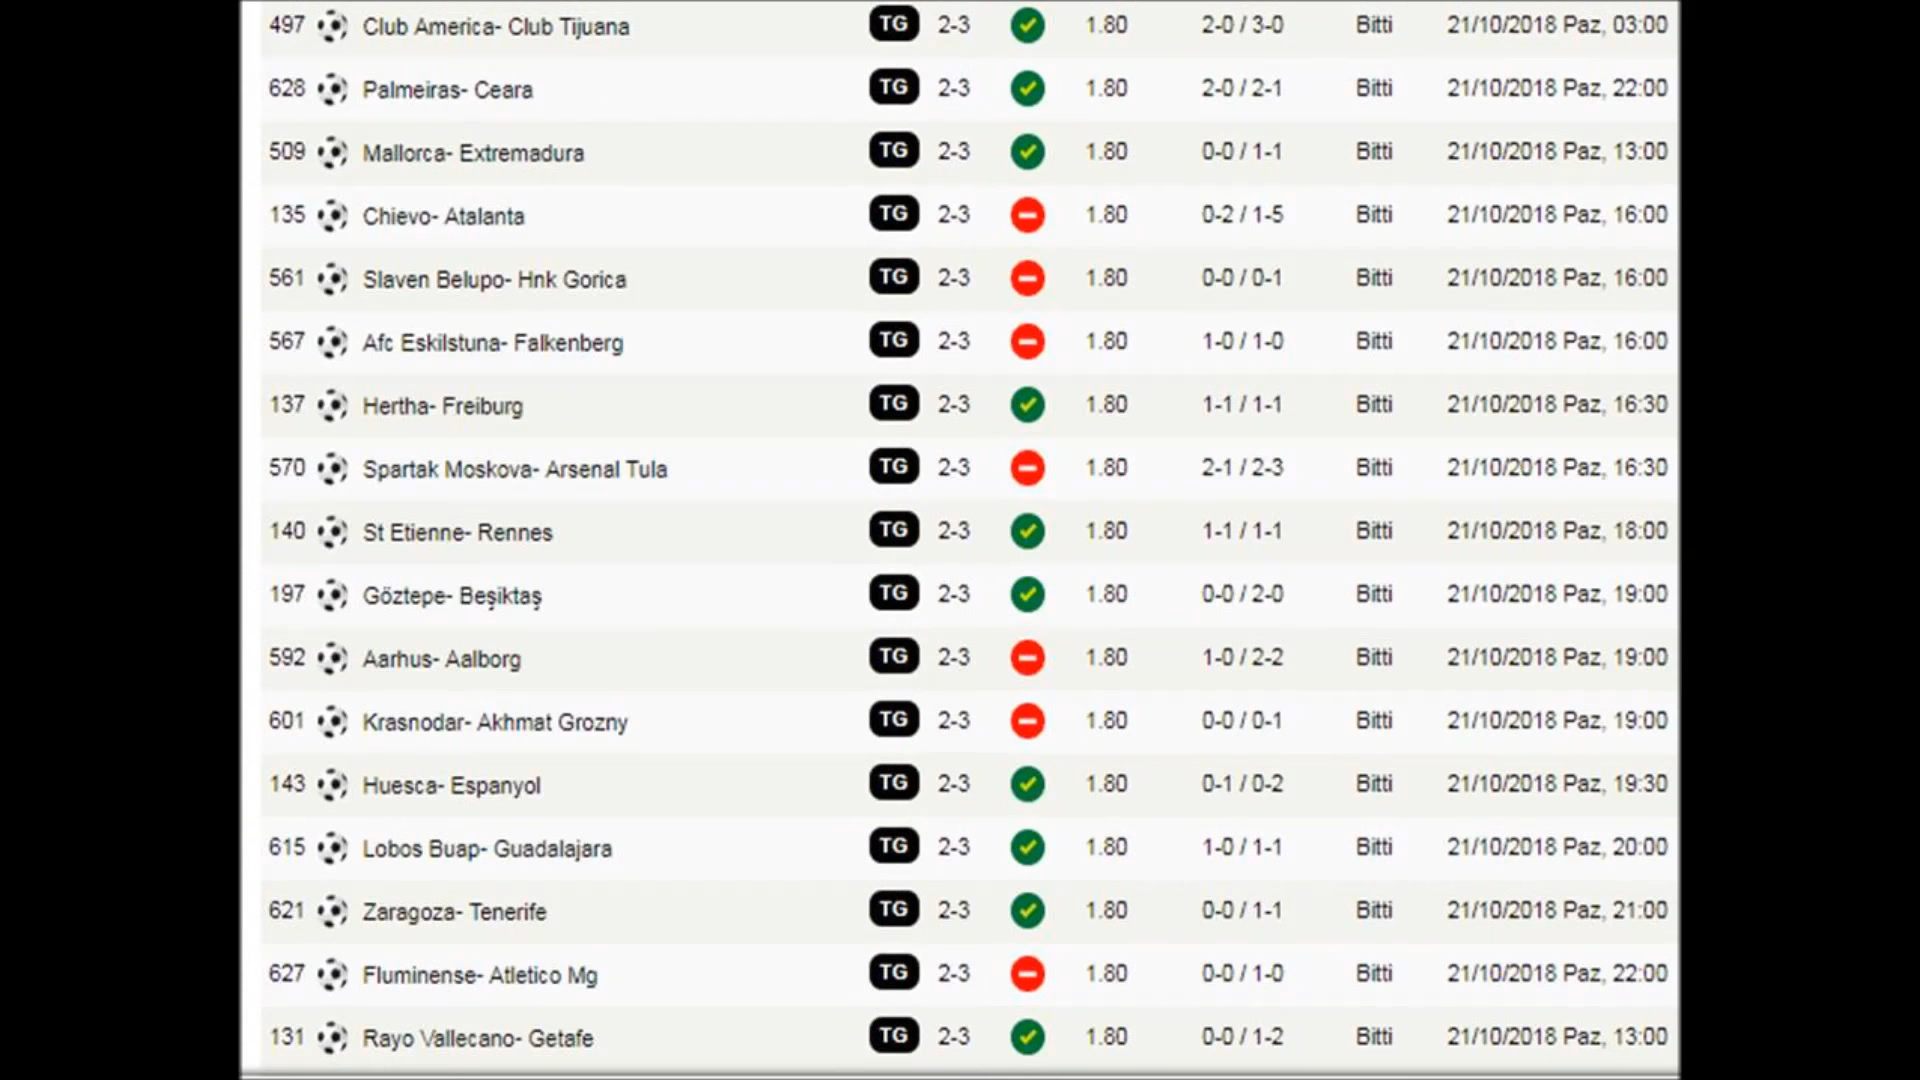 497 Club America- Club Tijuana TG 2-3 1.80 2-0 / 3-0 Bitti 21/10/2018 Paz, 03:00
628 Palmeiras- Ceara TG 2-3 1.80 2-0 / 2-1 Bitti 21/10/2018 Paz, 22:00
509 Mallorca- Extremadura TG 2-3 1.80 0-0 / 1-1 Bitti 21/10/2018 Paz, 13:00
135 Chievo- Atalanta TG 2-3 1.80 0-2 / 1-5 Bitti 21/10/2018 Paz, 16:00
561 Slaven Belupo- Hnk Gorica TG 2-3 1.80 0-0 / 0-1 Bitti 21/10/2018 Paz, 16:00
567 Afc Eskilstuna- Falkenberg TG 2-3 1.80 1-0 / 1-0 Bitti 21/10/2018 Paz, 16:00
137 Hertha- Freiburg TG 2-3 1.80 1-1 / 1-1 Bitti 21/10/2018 Paz, 16:30
570 Spartak Moskova- Arsenal Tula TG 2-3 1.80 2-1 / 2-3 Bitti 21/10/2018 Paz, 16:30
140 St Etienne- Rennes TG 2-3 1.80 1-1 / 1-1 Bitti 21/10/2018 Paz, 18:00
197 Göztepe- Beşiktaş TG 2-3 1.80 0-0 / 2-0 Bitti 21/10/2018 Paz, 19:00
592 Aarhus- Aalborg TG 2-3 1.80 1-0 / 2-2 Bitti 21/10/2018 Paz, 19:00
601 Krasnodar- Akhmat Grozny TG 2-3 1.80 0-0 / 0-1 Bitti 21/10/2018 Paz, 19:00
143 Huesca- Espanyol TG 2-3 1.80 0-1 / 0-2 Bitti 21/10/2018 Paz, 19:30
615 Lobos Buap- Guadalajara TG 2-3 1.80 1-0 / 1-1 Bitti 21/10/2018 Paz, 20:00
621 Zaragoza- Tenerife TG 2-3 1.80 0-0 / 1-1 Bitti 21/10/2018 Paz, 21:00
627 Fluminense- Atletico Mg TG 2-3 1.80 0-0 / 1-0 Bitti 21/10/2018 Paz, 22:00
131 Rayo Vallecano- Getafe TG 2-3 1.80 0-0 / 1-2 Bitti 21/10/2018 Paz, 13:00